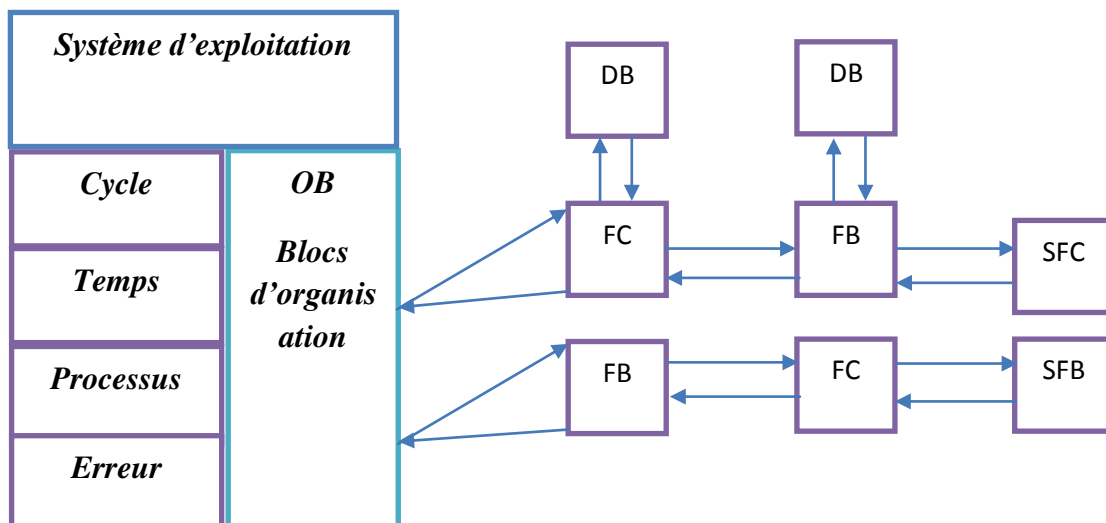 Système d'exploitation
DB
DB
Cycle
OB
Temps
Blocs
d'organis
ation
FC
FB
SFC
Processus
FB
FC
SFB
Erreur